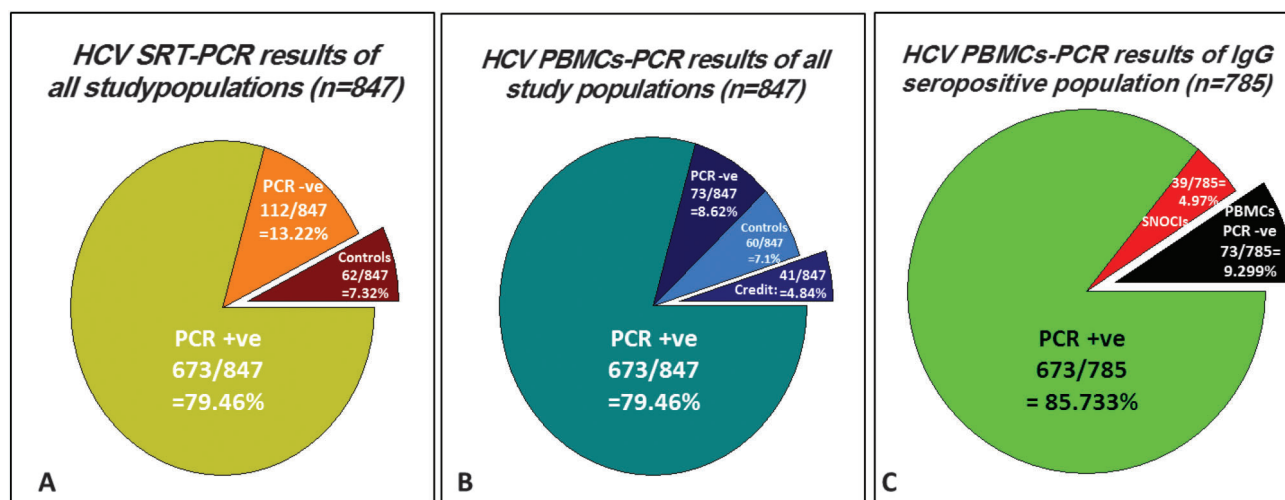 HCV SRT-PCR results of
all studypopulations (n=847)
PCR -ve
112/847
=13.22%
Controls
62/847
=7.32%
PCR +ve
673/847
=79.46%
A
HCV PBMCs-PCR results of all
study populations (n=847)
PCR -ve
73/847
=8.62%
Controls
60/847
=7.1%
41/847
Credit: =4.84%
PCR +ve
673/847
=79.46%
B
HCV PBMCs-PCR results of IgG
seropositive population (n=785)
39/785=
4.97%
SNOCIs
PBMCs
PCR -ve
73/785=
9.299%
PCR +ve
673/785
= 85.733%
C